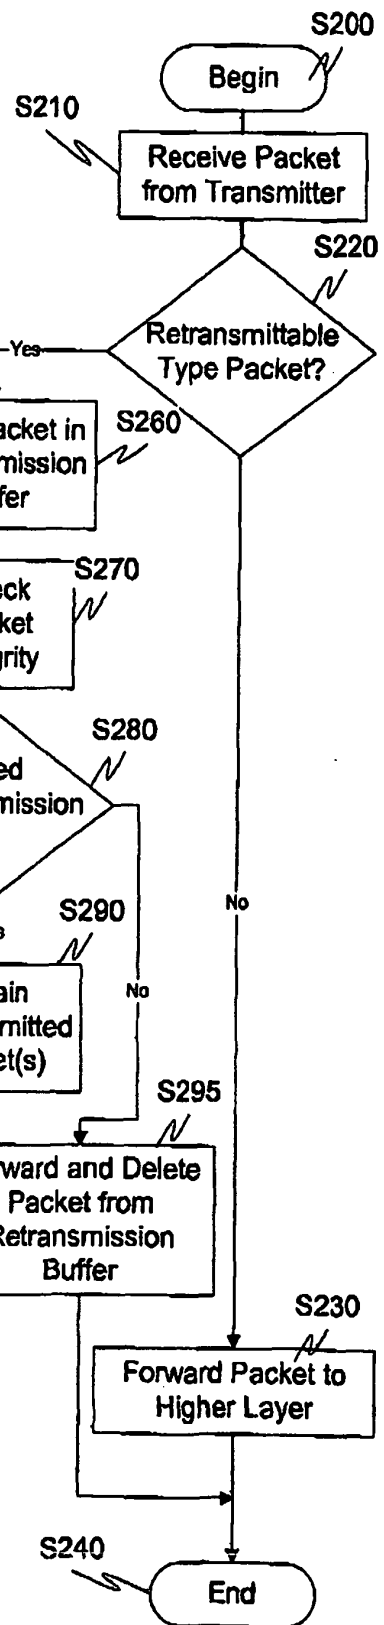 S200
Begin
S210
Receive Packet
from Transmitter
S220
Retransmittable
Type Packet?
Yes
S260
acket in
mission
fer
S270
eck
ket
grity
S280
ed
mission
No
S290
s
ain
mitted
et(s)
No
S295
ward and Delete
Packet from
Retransmission
Buffer
S230
Forward Packet to
Higher Layer
S240
End